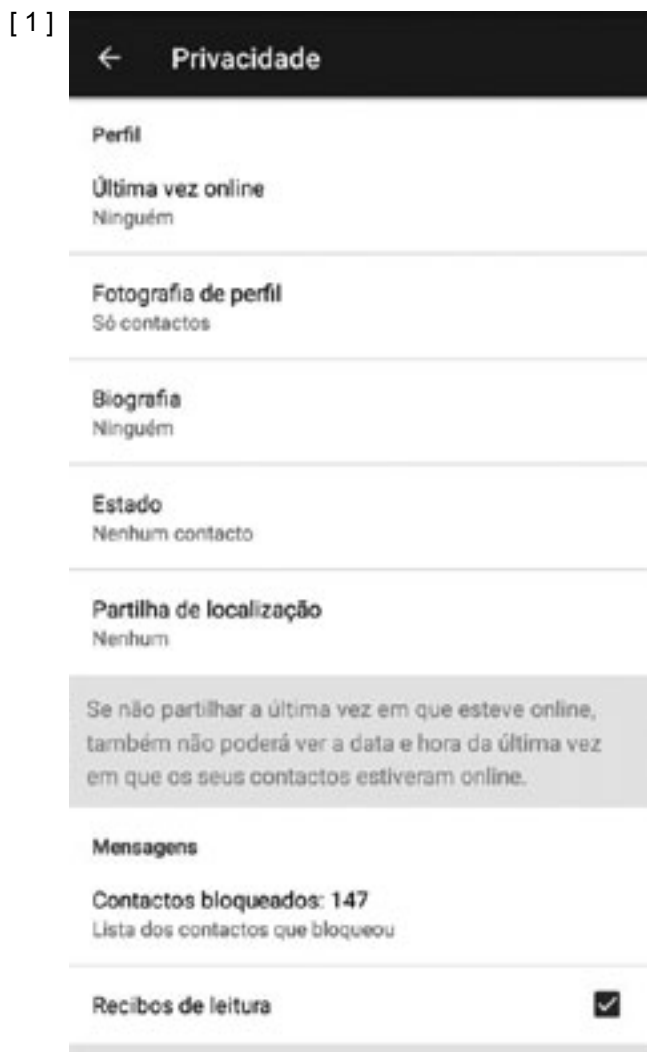 [ 1 ]
Privacidade
Perfil
Última vez online
Ninguém
Fotografia de perfil
Só contactos
Biografia
Ninguém
Estado
Nenhum contacto
Partilha de localização
Nenhum
Se não partilhar a última vez em que esteve online,
também não poderá ver a data e hora da última vez
em que os seus contactos estiveram online.
Mensagens
Contactos bloqueados: 147
Lista dos contactos que bloqueou
Recibos de leitura